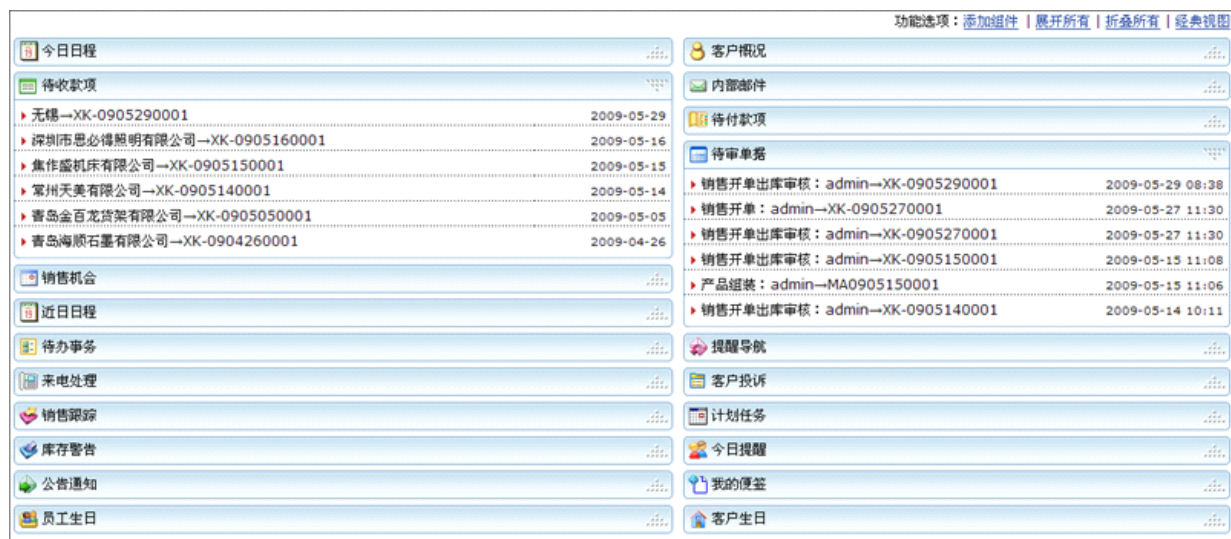 功能选项：添加组件 | 展开所有 | 折叠所有 | 经典视图
今日日程
待收款项
无锡→XK-0905290001 2009-05-29
深圳市思必得照明有限公司→XK-0905160001 2009-05-16
焦作盛机床有限公司→XK-0905150001 2009-05-15
常州天美有限公司→XK-0905140001 2009-05-14
青岛金百龙货架有限公司→XK-0905050001 2009-05-05
青岛海顺石墨有限公司→XK-0904260001 2009-04-26
销售机会
近日日程
待办事务
来电处理
销售跟踪
库存警告
公告通知
员工生日
客户概况
内部邮件
待付款项
待审单据
销售开单出库审核：admin→XK-0905290001 2009-05-29 08:38
销售开单：admin→XK-0905270001 2009-05-27 11:30
销售开单出库审核：admin→XK-0905270001 2009-05-27 11:30
销售开单出库审核：admin→XK-0905150001 2009-05-15 11:08
产品组装：admin→MA0905150001 2009-05-15 11:06
销售开单出库审核：admin→XK-0905140001 2009-05-14 10:11
提醒导航
客户投诉
计划任务
今日提醒
我的便签
客户生日